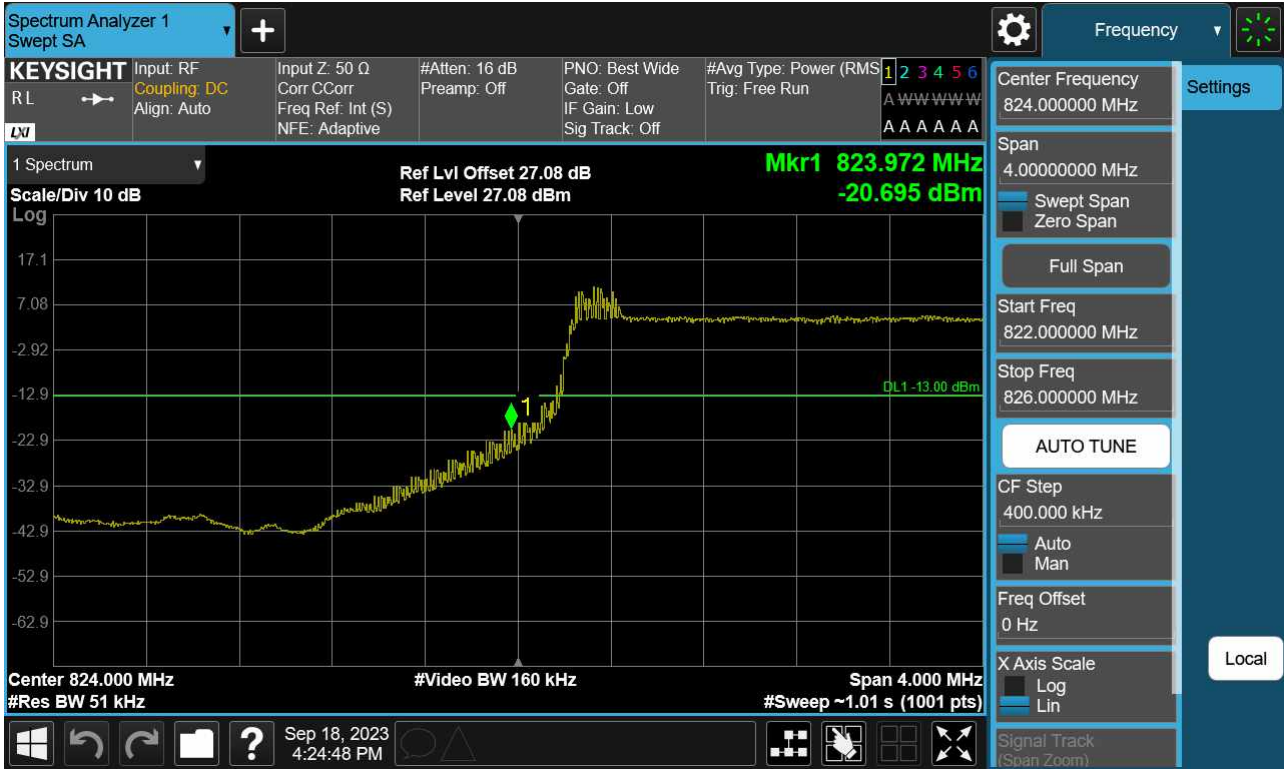 Spectrum Analyzer 1
Swept SA
+
Frequency
KEYSIGHT
RL
LXI
Input: RF
Coupling: DC
Align: Auto
Input Z: 50 Ω
Corr CCorr
Freq Ref: Int (S)
NFE: Adaptive
#Atten: 16 dB
Preamp: Off
PNO: Best Wide
Gate: Off
IF Gain: Low
Sig Track: Off
#Avg Type: Power (RMS
Trig: Free Run
1 2 3 4 5 6
A W W W W W
A A A A A A
1 Spectrum
Scale/Div 10 dB
Log
Ref Lvl Offset 27.08 dB
Ref Level 27.08 dBm
Mkr1 823.972 MHz
-20.695 dBm
17.1
7.08
-2.92
-12.9
-22.9
-32.9
-42.9
-52.9
-62.9
DL1 -13.00 dBm
1
Center 824.000 MHz
#Video BW 160 kHz
Span 4.000 MHz
#Res BW 51 kHz
#Sweep ~1.01 s (1001 pts)
Center Frequency
824.000000 MHz
Settings
Span
4.00000000 MHz
Swept Span
Zero Span
Full Span
Start Freq
822.000000 MHz
Stop Freq
826.000000 MHz
AUTO TUNE
CF Step
400.000 kHz
Auto
Man
Freq Offset
0 Hz
X Axis Scale
Log
Lin
Local
Signal Track
(Span Zoom)
?
Sep 18, 2023
4:24:48 PM